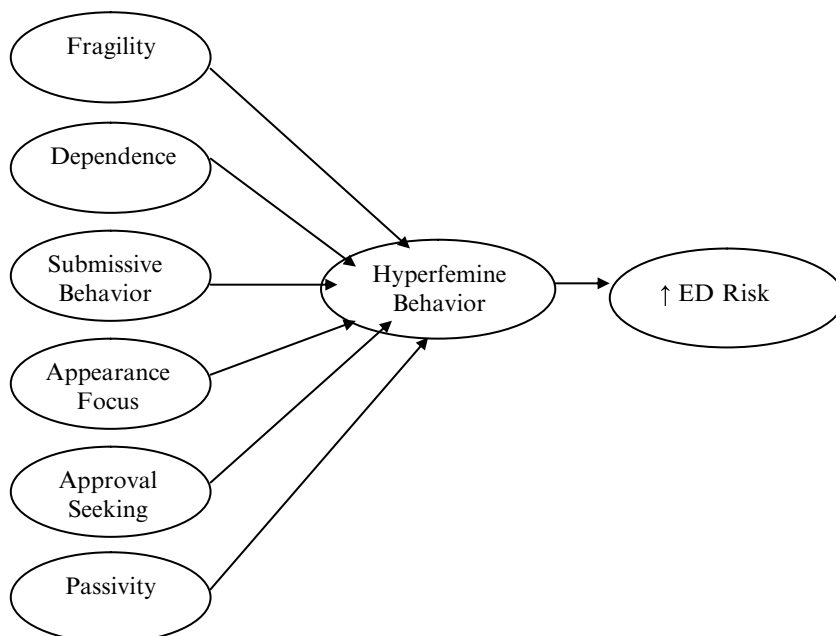 Fragility
Dependence
Submissive
Behavior
Appearance
Focus
Approval
Seeking
Passivity
Hyperfemine
Behavior
↑ ED Risk